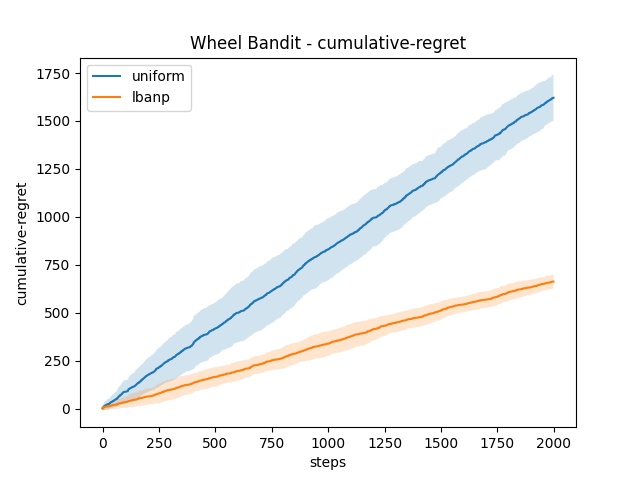 Wheel Bandit - cumulative-regret
uniform
lbanp
1750
1500
1250
1000
750
500
250
0
cumulative-regret
0 250 500 750 1000 1250 1500 1750 2000
steps